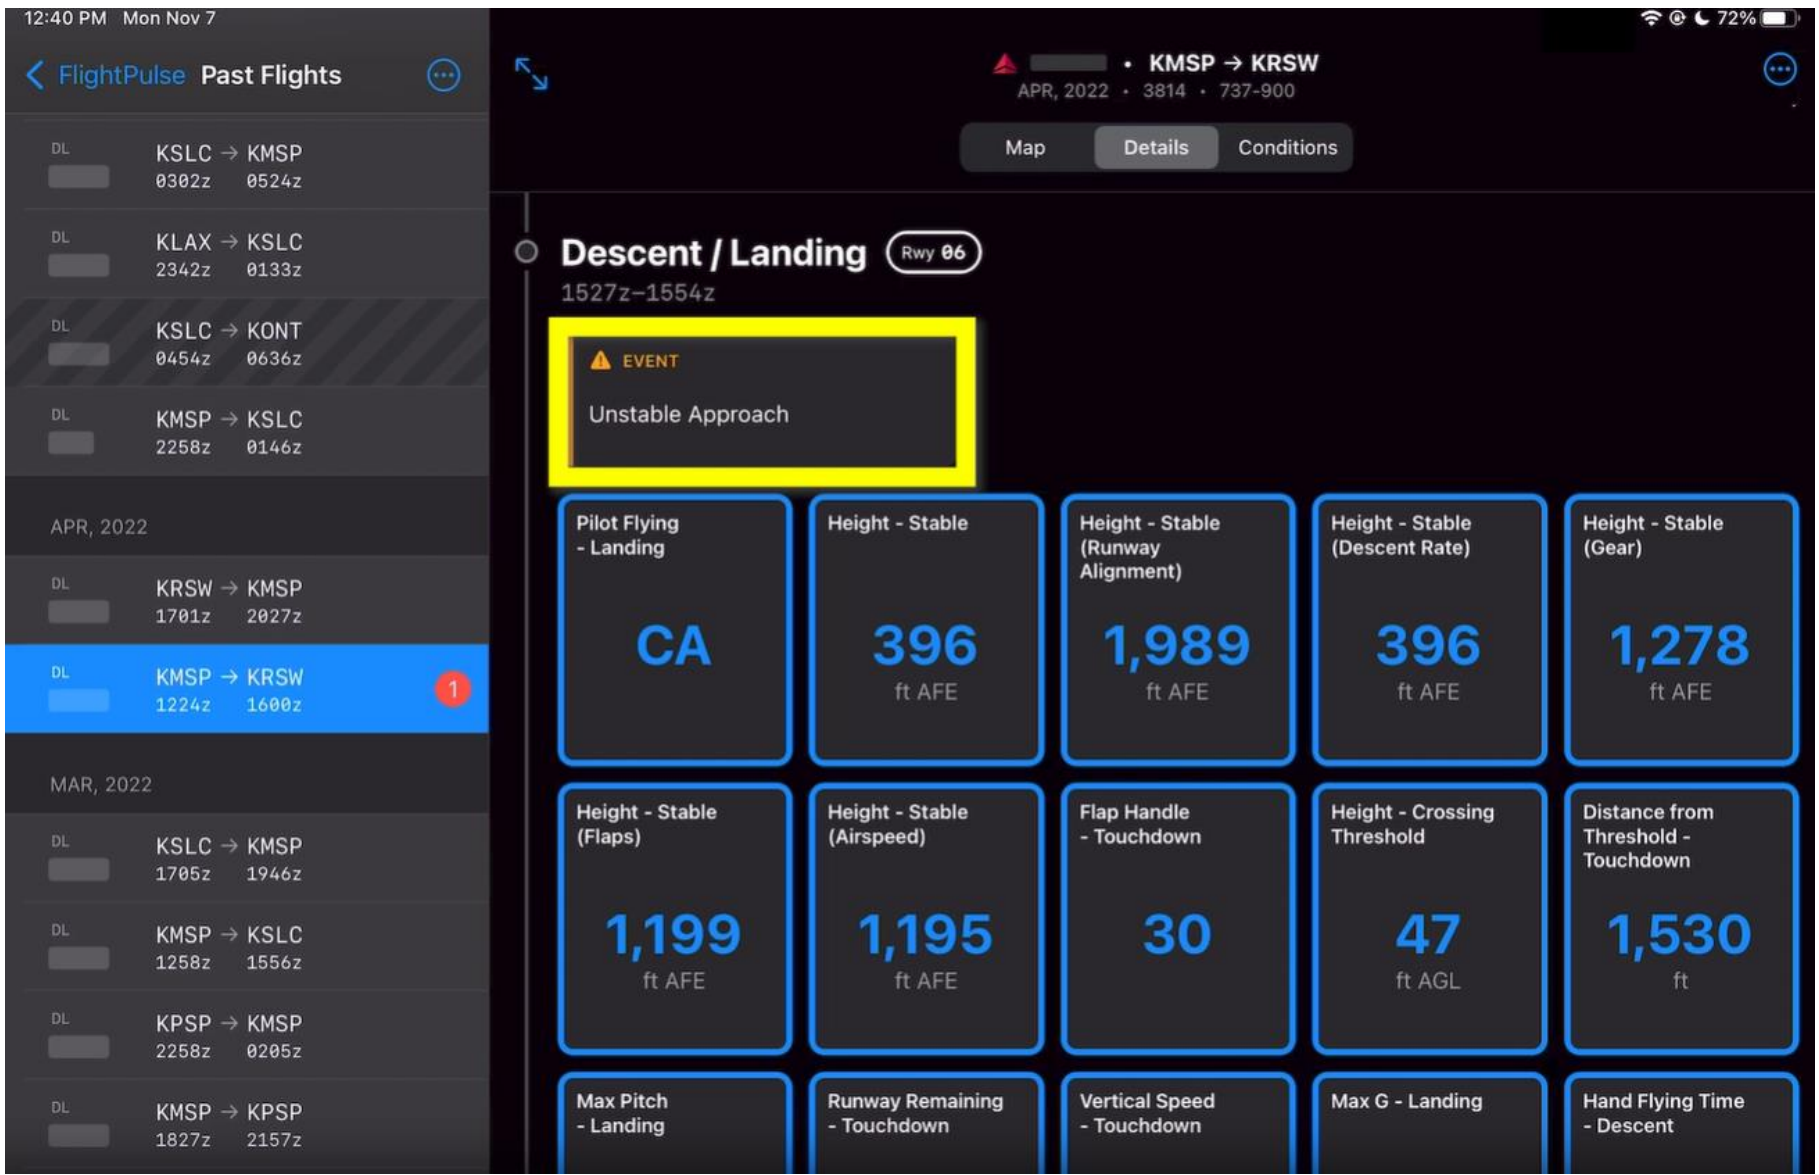 12:40 PM Mon Nov 7
72%
FlightPulse Past Flights
DL
KSLC → KMSP
0302z 0524z
DL
KLAX → KSLC
2342z 0133z
DL
KSLC → KONT
0454z 0636z
DL
KMSP → KSLC
2258z 0146z
APR, 2022
DL
KRSW → KMSP
1701z 2027z
DL
KMSP → KRSW
1224z 1600z
1
MAR, 2022
DL
KSLC → KMSP
1705z 1946z
DL
KMSP → KSLC
1258z 1556z
DL
KPSP → KMSP
2258z 0205z
DL
KMSP → KPSP
1827z 2157z
• KMSP → KRSW
APR, 2022 • 3814 • 737-900
Map Details Conditions
Descent / Landing Rwy 06
1527z–1554z
EVENT
Unstable Approach
Pilot Flying
- Landing
CA
Height - Stable
396
ft AFE
Height - Stable
(Runway
Alignment)
1,989
ft AFE
Height - Stable
(Descent Rate)
396
ft AFE
Height - Stable
(Gear)
1,278
ft AFE
Height - Stable
(Flaps)
1,199
ft AFE
Height - Stable
(Airspeed)
1,195
ft AFE
Flap Handle
- Touchdown
30
Height - Crossing
Threshold
47
ft AGL
Distance from
Threshold -
Touchdown
1,530
ft
Max Pitch
- Landing
Runway Remaining
- Touchdown
Vertical Speed
- Touchdown
Max G - Landing
Hand Flying Time
- Descent